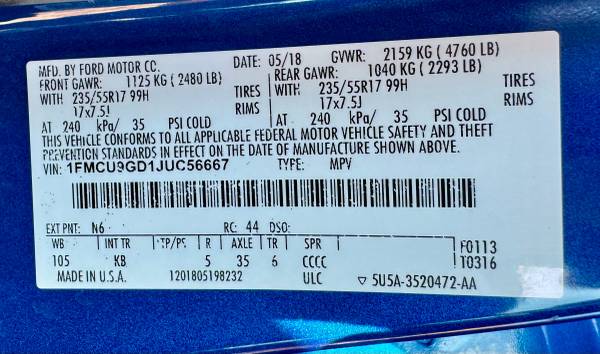 MFD. BY FORD MOTOR CO. DATE: 05/18 GVWR: 2159 KG ( 4760 LB)
FRONT GAWR: 1125 KG ( 2480 LB) REAR GAWR: 1040 KG ( 2293 LB)
WITH 235/55R17 99H TIRES WITH 235/55R17 99H TIRES
17x7.5J RIMS 17x7.5J RIMS
AT 240 kPa/ 35 PSI COLD AT 240 kPa/ 35 PSI COLD
THIS VEHICLE CONFORMS TO ALL APPLICABLE FEDERAL MOTOR VEHICLE SAFETY AND THEFT
PREVENTION STANDARDS IN EFFECT ON THE DATE OF MANUFACTURE SHOWN ABOVE.
VIN: 1FMCU9GD1JUC56667 TYPE: MPV
EXT PNT: N6 RC: 44 DSO:
WB INT TR TP/PS R AXLE TR SPR F0113
105 KB 5 35 6 CCCC T0316
MADE IN U.S.A. 1201805198232 ULC ▽ 5U5A-3520472-AA